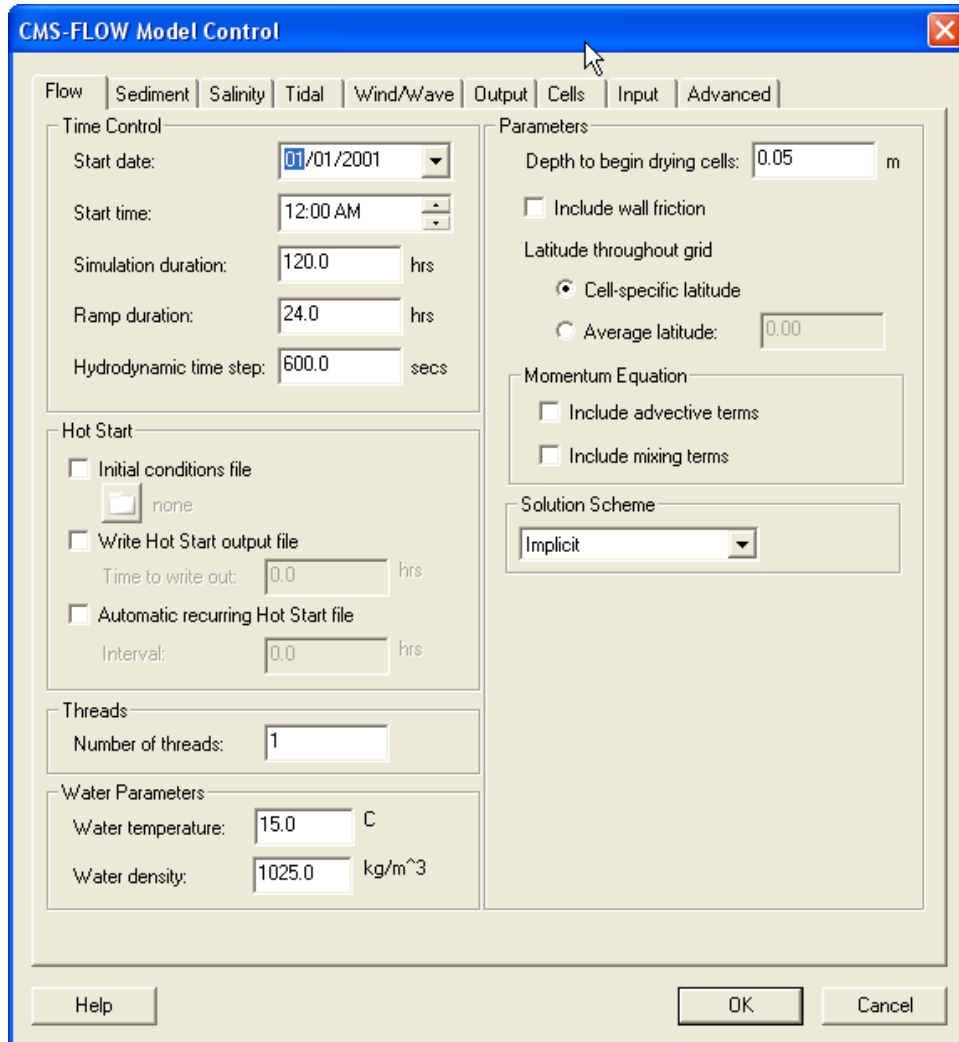 CMS-FLOW Model Control
Flow Sediment Salinity Tidal Wind/Wave Output Cells Input Advanced
Time Control
Start date: 01/01/2001
Start time: 12:00 AM
Simulation duration: 120.0 hrs
Ramp duration: 24.0 hrs
Hydrodynamic time step: 600.0 secs
Hot Start
Initial conditions file
none
Write Hot Start output file
Time to write out: 0.0 hrs
Automatic recurring Hot Start file
Interval: 0.0 hrs
Threads
Number of threads: 1
Water Parameters
Water temperature: 15.0 C
Water density: 1025.0 kg/m^3
Parameters
Depth to begin drying cells: 0.05 m
Include wall friction
Latitude throughout grid
Cell-specific latitude
Average latitude: 0.00
Momentum Equation
Include advective terms
Include mixing terms
Solution Scheme
Implicit
Help OK Cancel